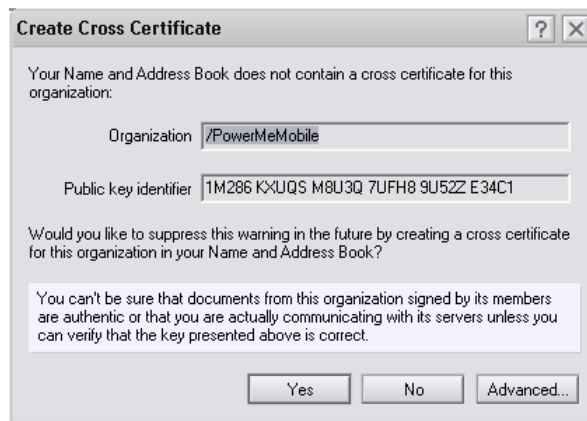 Create Cross Certificate
?
Your Name and Address Book does not contain a cross certificate for this
organization:
Organization /PowerMeMobile
Public key identifier 1M286 KXUQS M8U3Q 7UFH8 9U52Z E34C1
Would you like to suppress this warning in the future by creating a cross certificate
for this organization in your Name and Address Book?
You can't be sure that documents from this organization signed by its members
are authentic or that you are actually communicating with its servers unless you
can verify that the key presented above is correct.
Yes No Advanced...